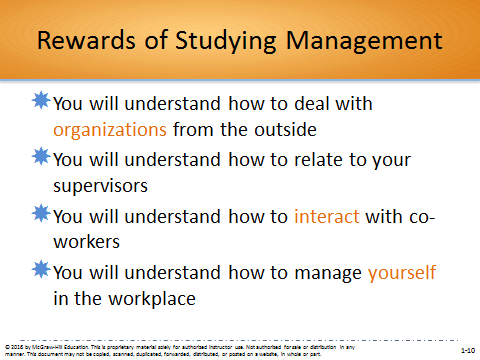 Rewards of Studying Management
You will understand how to deal with
organizations from the outside
You will understand how to relate to your
supervisors
You will understand how to interact with co-
workers
You will understand how to manage yourself
in the workplace
© 2016 by McGraw-Hill Education. This is proprietary material solely for authorized instructor use. Not authorized for sale or distribution in any
manner. This document may not be copied, scanned, duplicated, forwarded, distributed, or posted on a website, in whole or part.
1-10